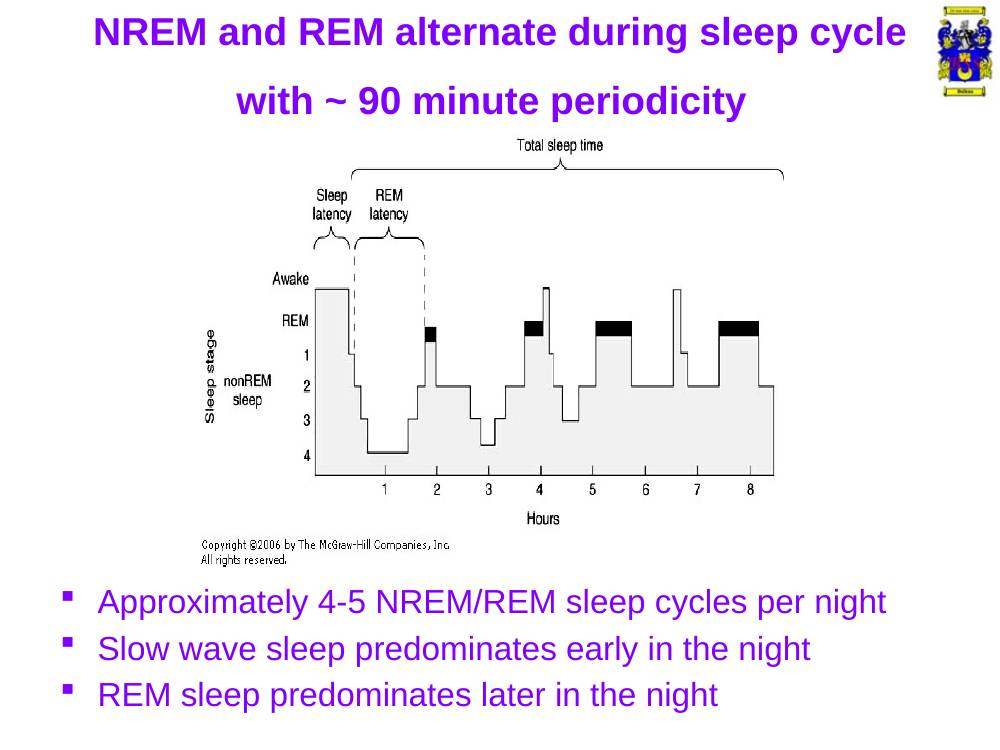 NREM and REM alternate during sleep cycle
with ~ 90 minute periodicity
Total sleep time
Sleep
latency
REM
latency
Awake
REM
1
2
3
4
nonREM
sleep
Sleep stage
1 2 3 4 5 6 7 8
Hours
Copyright ©2006 by The McGraw-Hill Companies, Inc.
All rights reserved.
▪ Approximately 4-5 NREM/REM sleep cycles per night
▪ Slow wave sleep predominates early in the night
▪ REM sleep predominates later in the night